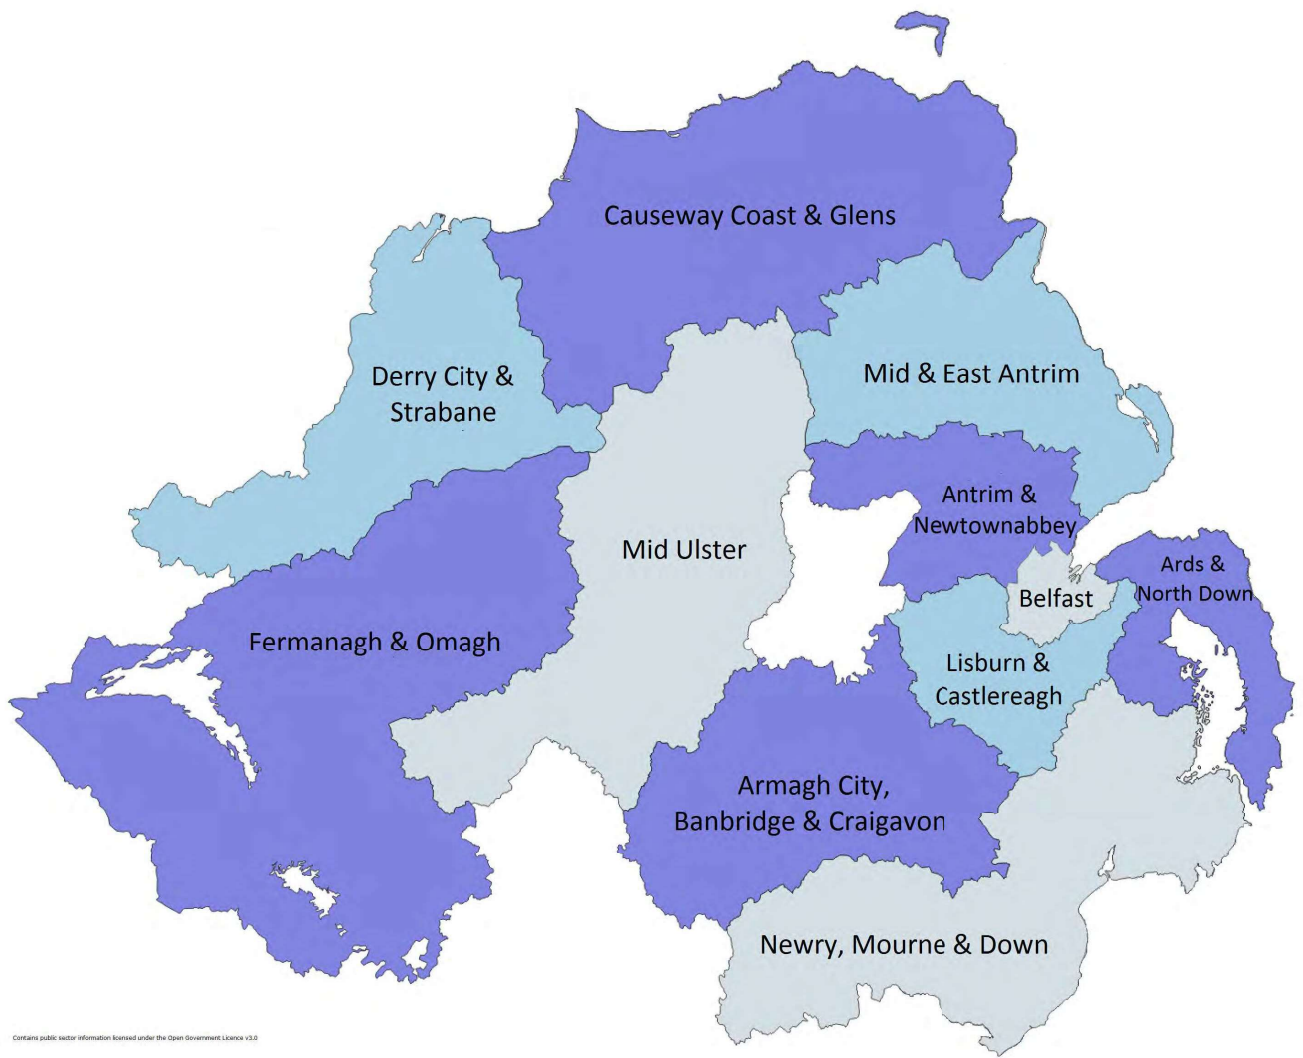 Causeway Coast & Glens
Derry City &
Strabane
Mid & East Antrim
Antrim &
Newtownabbey
Mid Ulster
Ards &
North Down
Belfast
Fermanagh & Omagh
Lisburn &
Castlereagh
Armagh City,
Banbridge & Craigavon
Newry, Mourne & Down
Contains public sector information licensed under the Open Government Licence v3.0